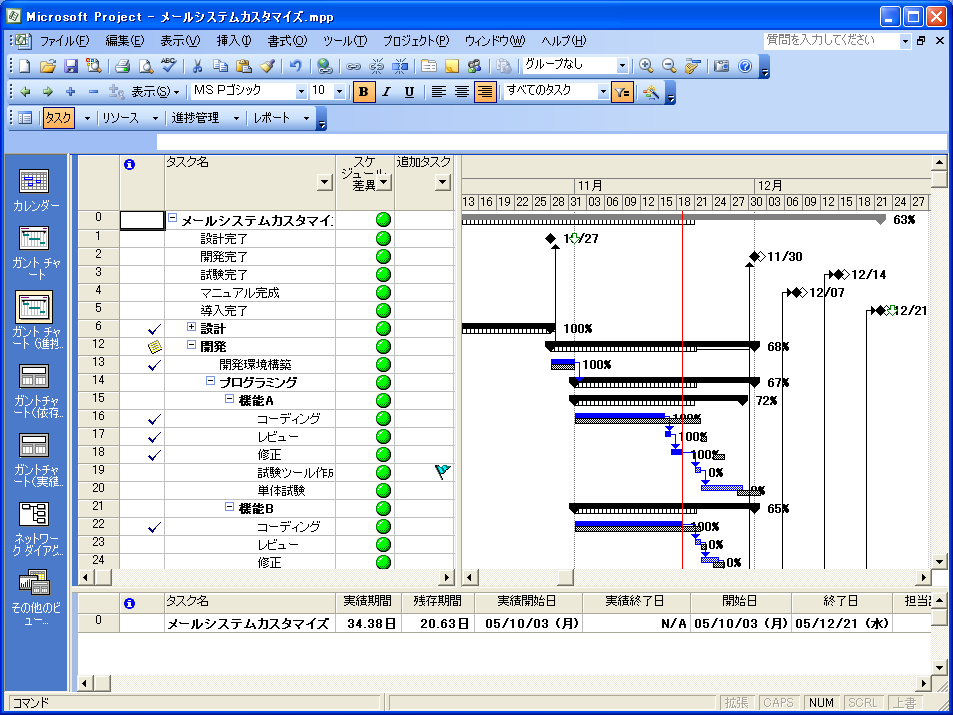 Microsoft Project - メールシステムカスタマイズ.mpp
ファイル(F) 編集(E) 表示(V) 挿入(I) 書式(O) ツール(T) プロジェクト(P) ウィンドウ(W) ヘルプ(H) 質問を入力してください
グループなし
表示(S) MS Pゴシック 10 B I U すべてのタスク
タスク リソース 進捗管理 レポート
カレンダー
ガント チャート
ガント チャート (進捗...
ガントチャート(依存...
ガントチャート(実績...
ネットワーク ダイアグ...
その他のビュー...
タスク名 スケジュール差異 追加タスク
11月 12月
13 16 19 22 25 28 31 03 06 09 12 15 18 21 24 27 30 03 06 09 12 15 18 21 24 27
0 メールシステムカスタマイ 63%
1 設計完了 /27
2 開発完了 11/30
3 試験完了 12/14
4 マニュアル完成 12/07
5 導入完了 12/21
6 設計 100%
12 開発 68%
13 開発環境構築 100%
14 プログラミング 67%
15 機能A 72%
16 コーディング 100%
17 レビュー 100%
18 修正 100%
19 試験ツール作成 0%
20 単体試験 0%
21 機能B 65%
22 コーディング 100%
23 レビュー 0%
24 修正 0%
タスク名 実績期間 残存期間 実績開始日 実績終了日 開始日 終了日 担当
0 メールシステムカスタマイズ 34.38日 20.63日 05/10/03 (月) N/A 05/10/03 (月) 05/12/21 (水)
コマンド 拡張 CAPS NUM SCRL 上書